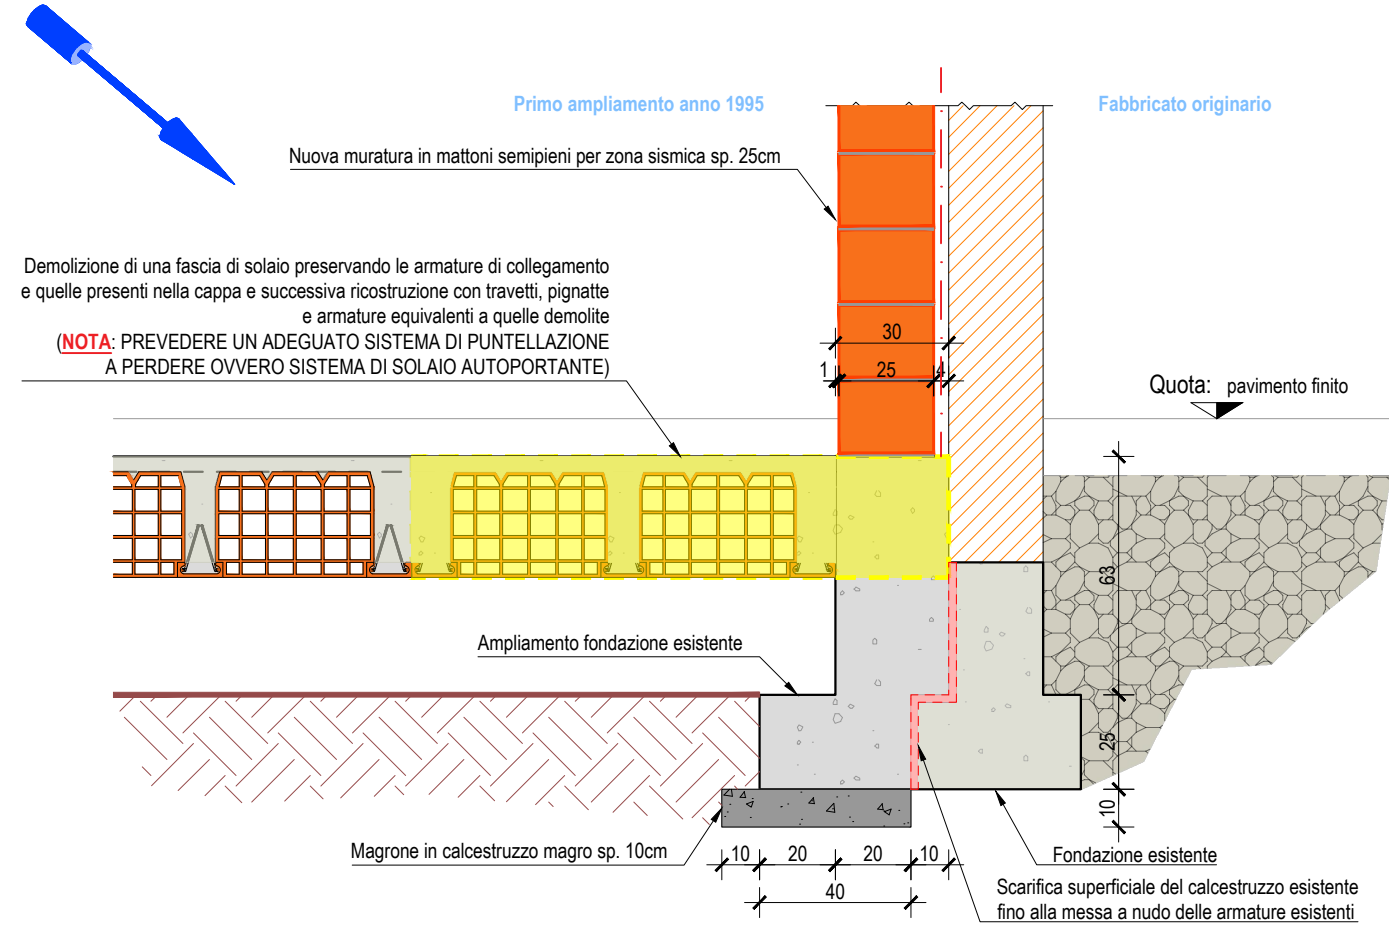 Primo ampliamento anno 1995
Fabbricato originario
Nuova muratura in mattoni semipieni per zona sismica sp. 25cm
Demolizione di una fascia di solaio preservando le armature di collegamento
e quelle presenti nella cappa e successiva ricostruzione con travetti, pignatte
e armature equivalenti a quelle demolite
(NOTA: PREVEDERE UN ADEGUATO SISTEMA DI PUNTELLAZIONE
A PERDERE OVVERO SISTEMA DI SOLAIO AUTOPORTANTE)
30
1 25 4
Quota: pavimento finito
63
Ampliamento fondazione esistente
25
10
Magrone in calcestruzzo magro sp. 10cm
10 20 20 10
40
Fondazione esistente
Scarifica superficiale del calcestruzzo esistente
fino alla messa a nudo delle armature esistenti